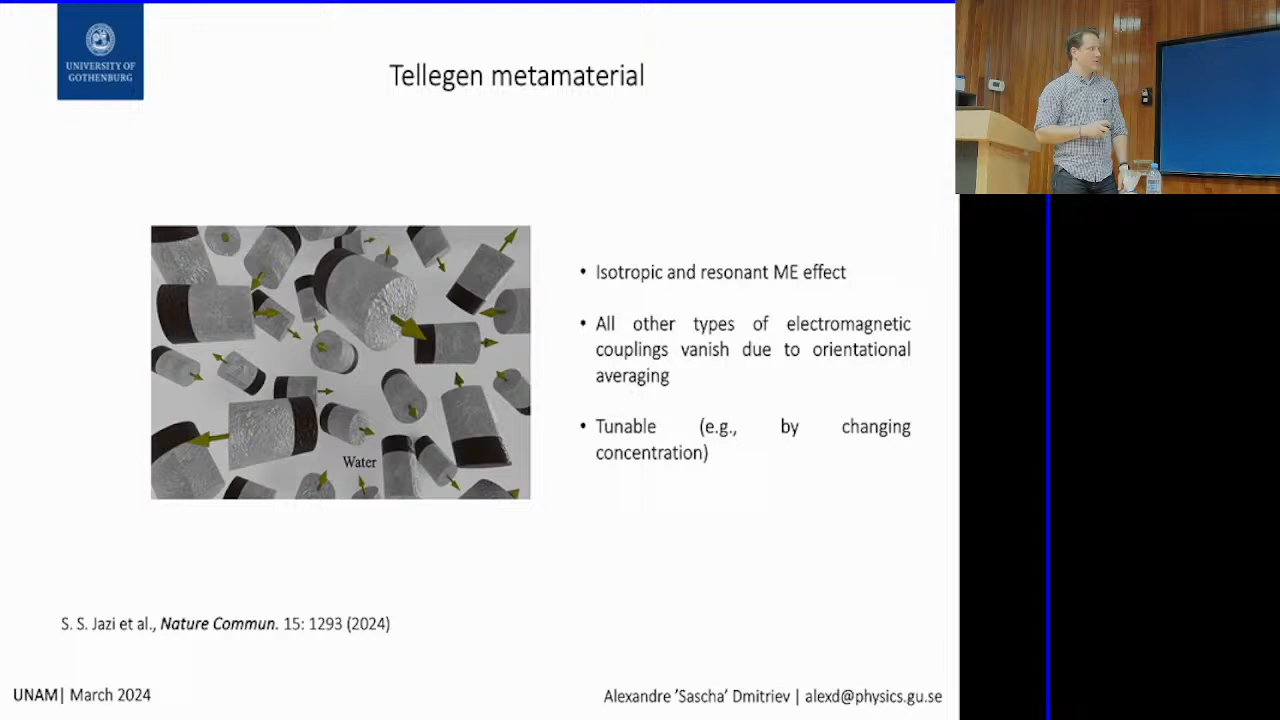 UNIVERSITY OF
GOTHENBURG
Tellegen metamaterial
Water
• Isotropic and resonant ME effect
• All other types of electromagnetic
couplings vanish due to orientational
averaging
• Tunable (e.g., by changing
concentration)
S. S. Jazi et al., Nature Commun. 15: 1293 (2024)
UNAM| March 2024
Alexandre ’Sascha’ Dmitriev | alexd@physics.gu.se